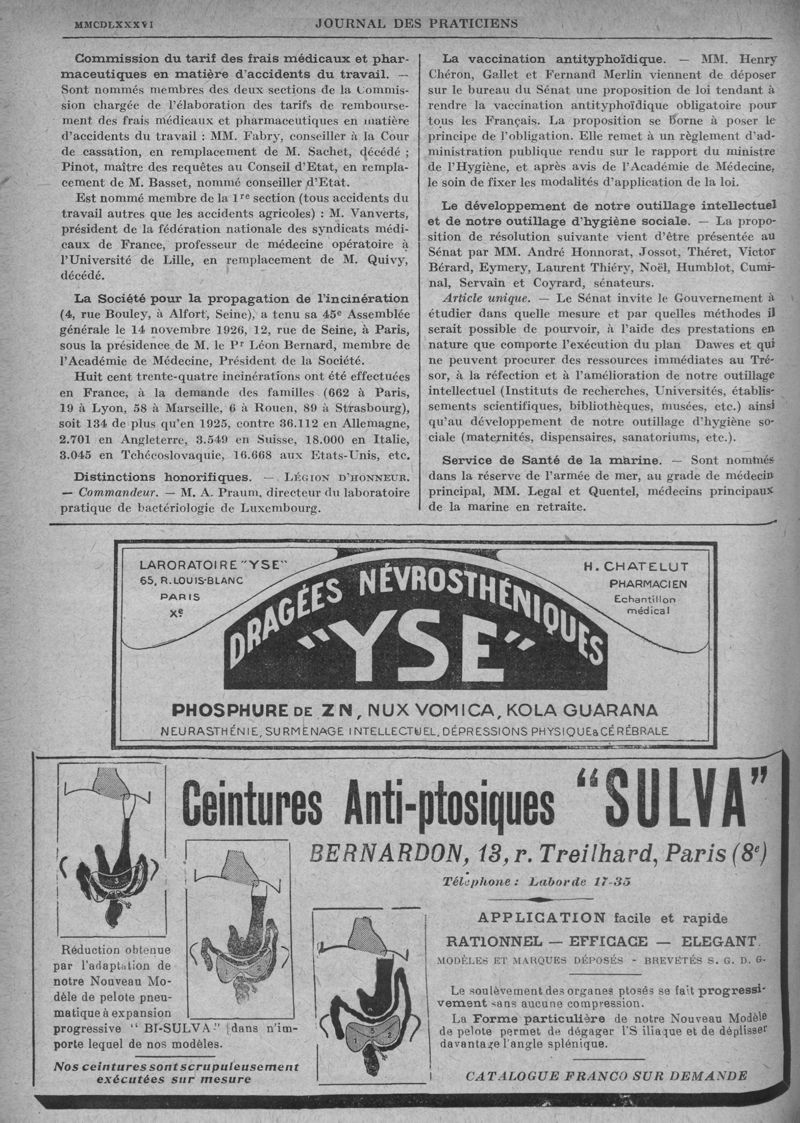 MMCDLXXXVI
JOURNAL DES PRATICIENS
Commission du tarif des frais médicaux et phar-
maceutiques en matière d'accidents du travail. —
Sont nommés membres des deux sections de la Commis-
sion chargée de l'élaboration des tarifs de rembourse-
ment des frais médicaux et pharmaceutiques en matière
d'accidents du travail : MM. Fabry, conseiller à la Cour
de cassation, en remplacement de M. Sachet, décédé ;
Pinot, maître des requêtes au Conseil d'Etat, en rempla-
cement de M. Basset, nommé conseiller d'Etat.
Est nommé membre de la 1re section (tous accidents du
travail autres que les accidents agricoles) : M. Vanverts,
président de la fédération nationale des syndicats médi-
caux de France, professeur de médecine opératoire à
l'Université de Lille, en remplacement de M. Quivy,
décédé.
La Société pour la propagation de l'incinération
(4, rue Bouley, à Alfort, Seine), a tenu sa 45e Assemblée
générale le 14 novembre 1926, 12, rue de Seine, à Paris,
sous la présidence de M. le Pr Léon Bernard, membre de
l'Académie de Médecine, Président de la Société.
Huit cent trente-quatre incinérations ont été effectuées
en France, à la demande des familles (662 à Paris,
19 à Lyon, 58 à Marseille, 6 à Rouen, 89 à Strasbourg),
soit 134 de plus qu'en 1925, contre 36.112 en Allemagne,
2.701 en Angleterre, 3.549 en Suisse, 18.000 en Italie,
3.045 en Tchécoslovaquie, 16.668 aux Etats-Unis, etc.
Distinctions honorifiques. — LÉGION D'HONNEUR.
— Commandeur. — M. A. Praum, directeur du laboratoire
pratique de bactériologie de Luxembourg.
La vaccination antityphoïdique. — MM. Henry
Chéron, Gallet et Fernand Merlin viennent de déposer
sur le bureau du Sénat une proposition de loi tendant à
rendre la vaccination antityphoïdique obligatoire pour
tous les Français. La proposition se borne à poser le
principe de l'obligation. Elle remet à un règlement d'ad-
ministration publique rendu sur le rapport du ministre
de l'Hygiène, et après avis de l'Académie de Médecine,
le soin de fixer les modalités d'application de la loi.
Le développement de notre outillage intellectuel
et de notre outillage d'hygiène sociale. — La propo-
sition de résolution suivante vient d'être présentée au
Sénat par MM. André Honnorat, Jossot, Théret, Victor
Bérard, Eymery, Laurent Thiéry, Noël, Humblot, Cumi-
nal, Servain et Coyrard, sénateurs.
Article unique. — Le Sénat invite le Gouvernement à
étudier dans quelle mesure et par quelles méthodes il
serait possible de pourvoir, à l'aide des prestations en
nature que comporte l'exécution du plan Dawes et qui
ne peuvent procurer des ressources immédiates au Tré-
sor, à la réfection et à l'amélioration de notre outillage
intellectuel (Instituts de recherches, Universités, établis-
sements scientifiques, bibliothèques, musées, etc.) ainsi
qu'au développement de notre outillage d'hygiène so-
ciale (maternités, dispensaires, sanatoriums, etc.).
Service de Santé de la marine. — Sont nommés
dans la réserve de l'armée de mer, au grade de médecin
principal, MM. Legal et Quentel, médecins principaux
de la marine en retraite.
LARORATOIRE "YSE"
65, R. LOUIS-BLANC
PARIS
Xe
H. CHATELUT
PHARMACIEN
Echantillon
médical
DRAGÉES NÉVROSTHÉNIQUES
"YSE"
PHOSPHURE DE ZN, NUX VOMICA, KOLA GUARANA
NEURASTHÉNIE, SURMENAGE INTELLECTUEL, DÉPRESSIONS PHYSIQUE & CÉRÉBRALE
Ceintures Anti-ptosiques "SULVA"
BERNARDON, 13, r. Treilhard, Paris (8e)
Téléphone : Laborde 17-35
APPLICATION facile et rapide
RATIONNEL — EFFICACE — ELEGANT.
MODÈLES ET MARQUES DÉPOSÉS - BREVETÉS S. G. D. G.
Le soulèvement des organes ptosés se fait progressi-
vement sans aucune compression.
La Forme particulière de notre Nouveau Modèle
de pelote permet de dégager l'S iliaque et de déplisser
davantage l'angle splénique.
CATALOGUE FRANCO SUR DEMANDE
Réduction obtenue
par l'adaptation de
notre Nouveau Mo-
dèle de pelote pneu-
matique à expansion
progressive " BI-SULVA " (dans n'im-
porte lequel de nos modèles.
Nos ceintures sont scrupuleusement
exécutées sur mesure